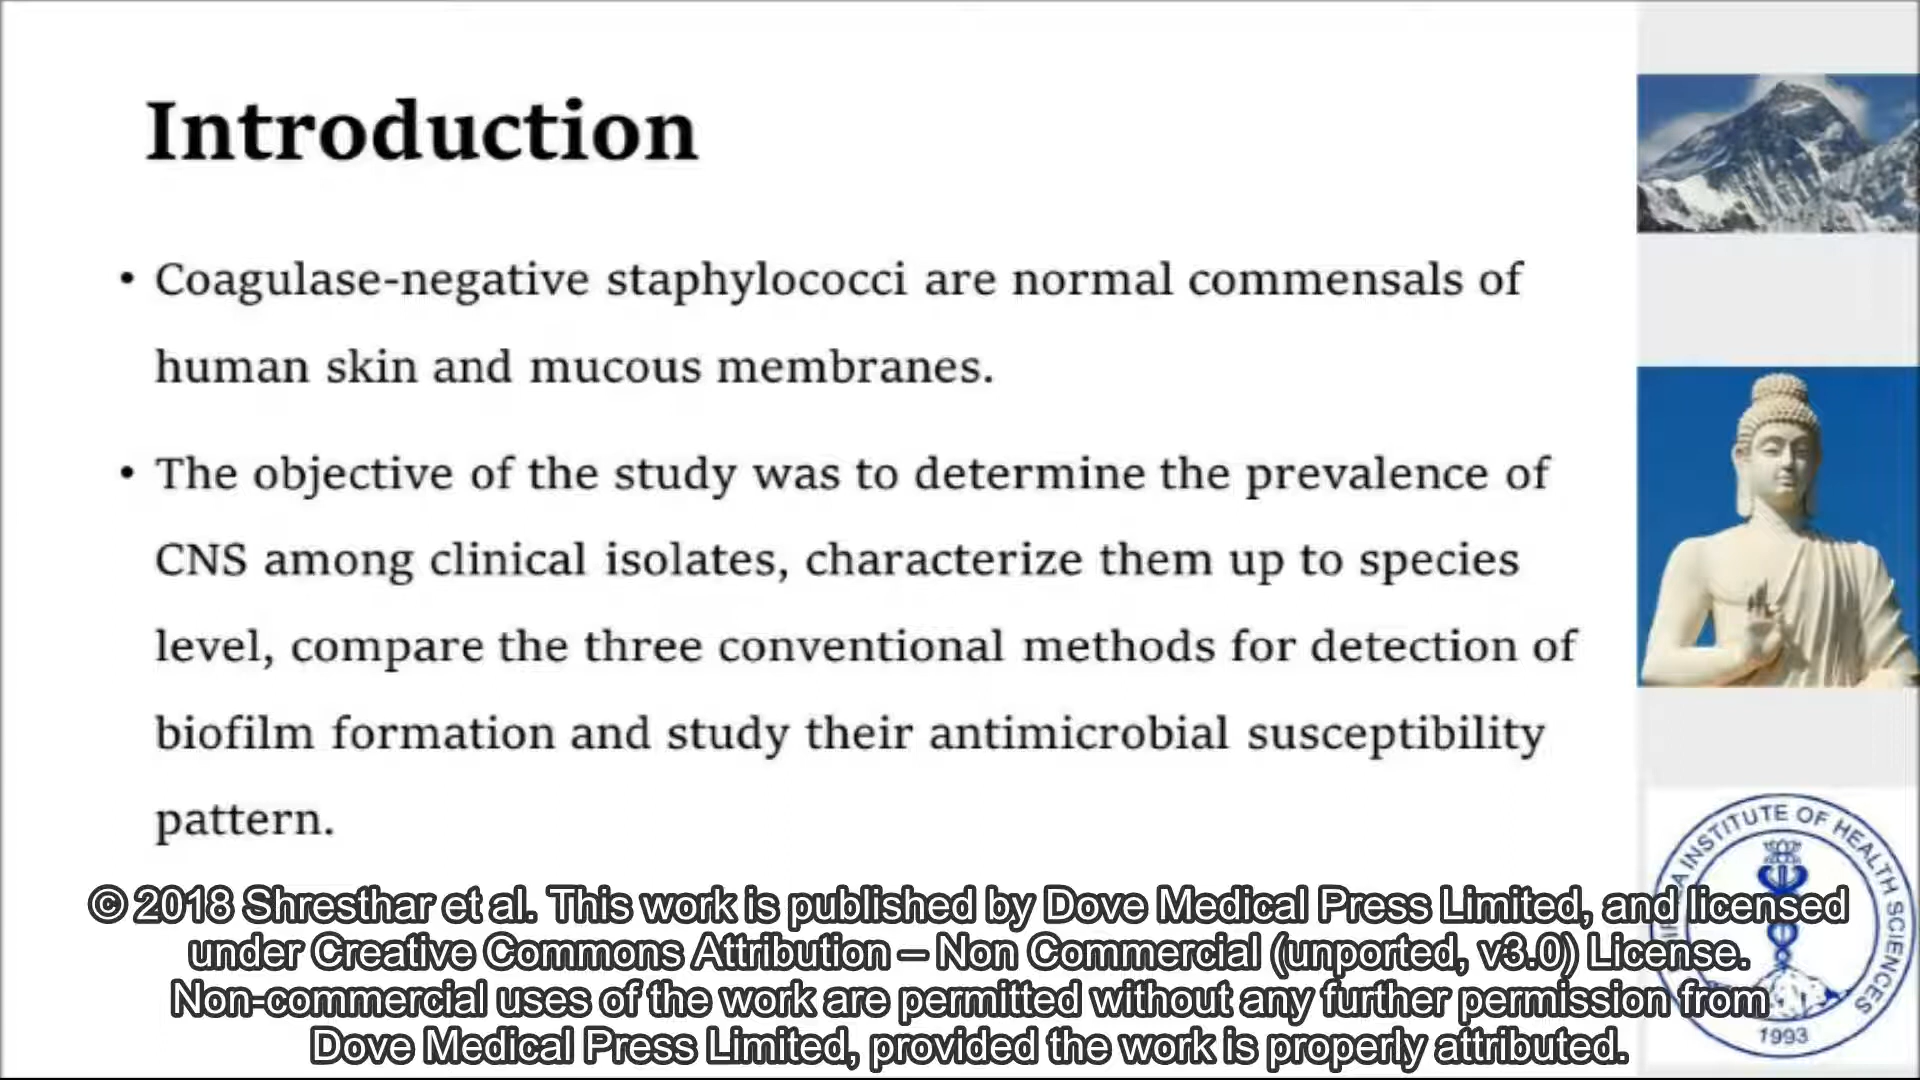 Introduction
• Coagulase-negative staphylococci are normal commensals of
human skin and mucous membranes.
• The objective of the study was to determine the prevalence of
CNS among clinical isolates, characterize them up to species
level, compare the three conventional methods for detection of
biofilm formation and study their antimicrobial susceptibility
pattern.
INSTITUTE OF HEALTH SCIENCES
1993
© 2018 Shresthar et al. This work is published by Dove Medical Press Limited, and licensed
under Creative Commons Attribution – Non Commercial (unported, v3.0) License.
Non-commercial uses of the work are permitted without any further permission from
Dove Medical Press Limited, provided the work is properly attributed.